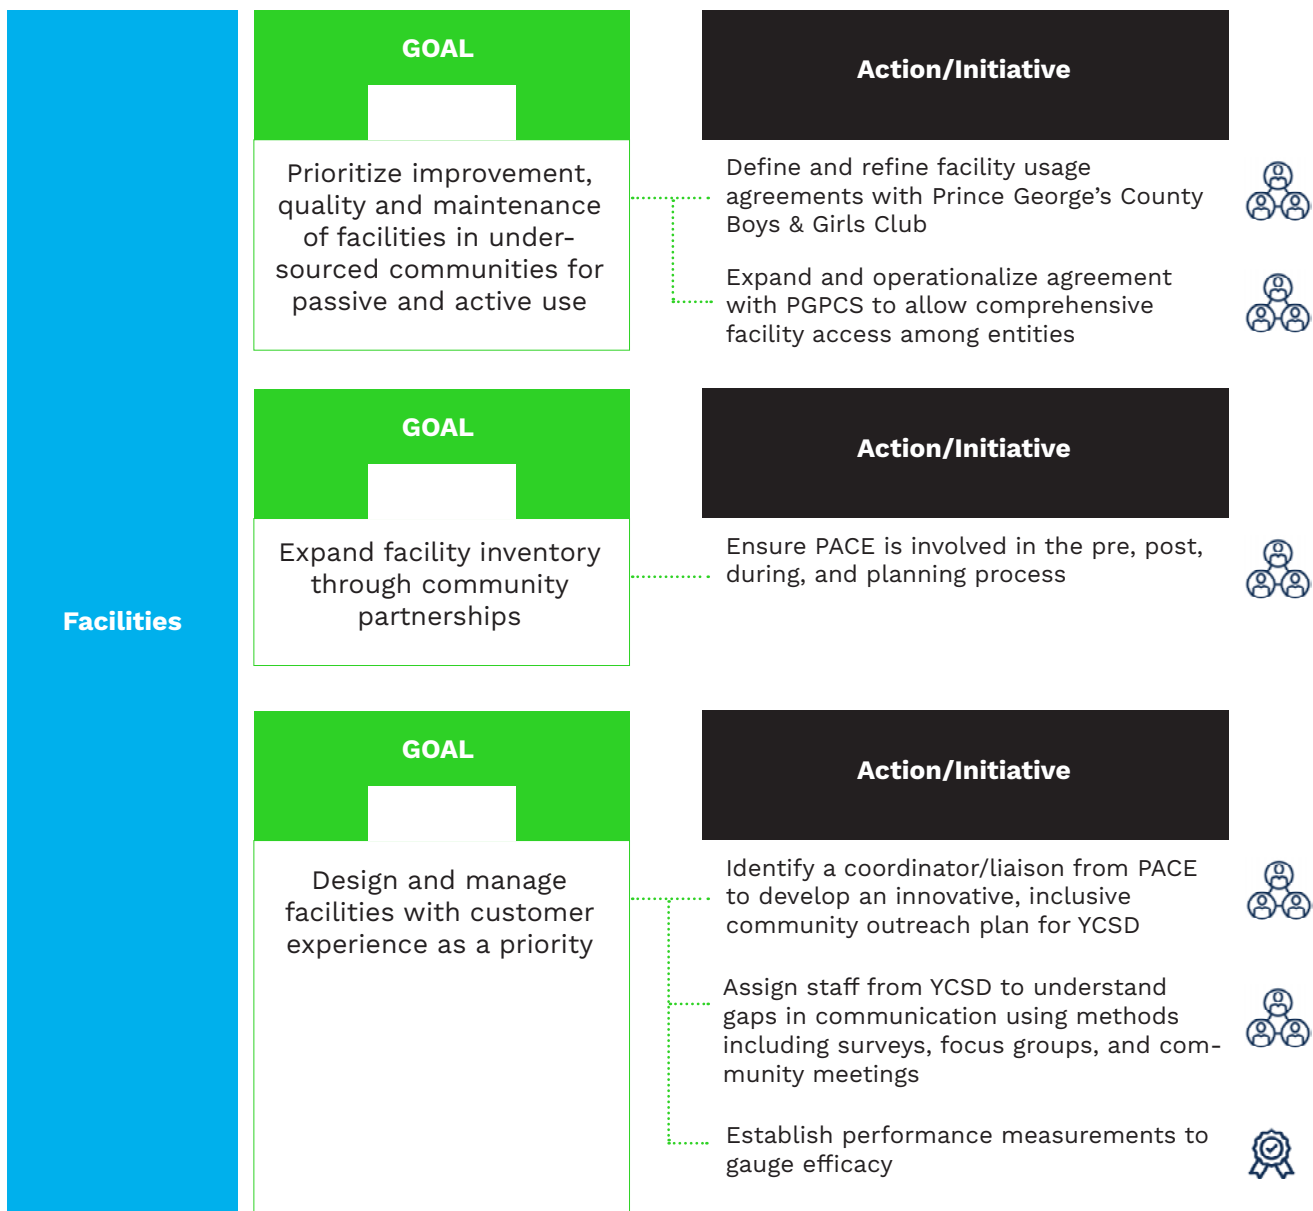 Facilities
GOAL
Prioritize improvement,
quality and maintenance
of facilities in under-
sourced communities for
passive and active use
Action/Initiative
Define and refine facility usage
agreements with Prince George’s County
Boys & Girls Club
Expand and operationalize agreement
with PGPCS to allow comprehensive
facility access among entities
GOAL
Expand facility inventory
through community
partnerships
Action/Initiative
Ensure PACE is involved in the pre, post,
during, and planning process
GOAL
Design and manage
facilities with customer
experience as a priority
Action/Initiative
Identify a coordinator/liaison from PACE
to develop an innovative, inclusive
community outreach plan for YCSD
Assign staff from YCSD to understand
gaps in communication using methods
including surveys, focus groups, and com-
munity meetings
Establish performance measurements to
gauge efficacy